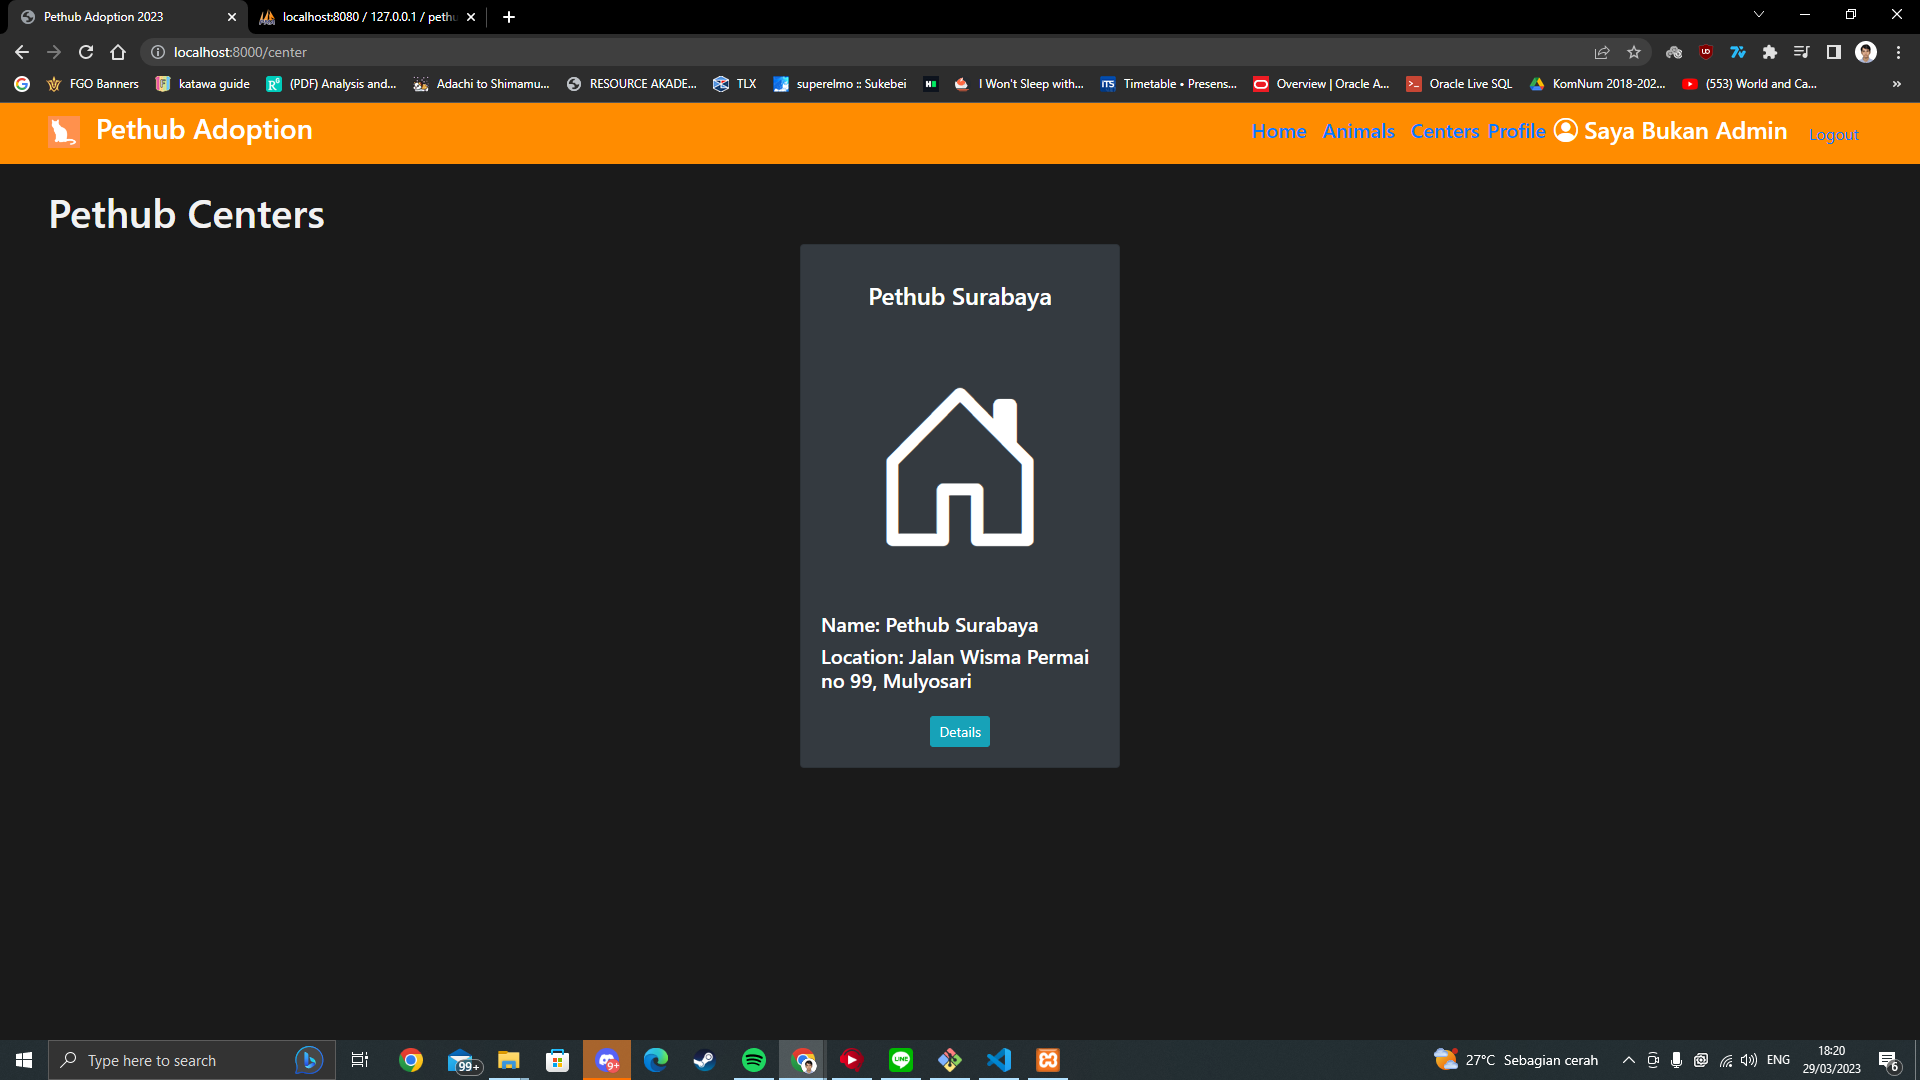 Pethub Adoption 2023
localhost:8080 / 127.0.0.1 / pethu
localhost:8000/center
FGO Banners
katawa guide
(PDF) Analysis and...
Adachi to Shimamu...
RESOURCE AKADE...
TLX
superelmo :: Sukebei
I Won't Sleep with...
ITS
Timetable • Presens...
Overview | Oracle A...
Oracle Live SQL
KomNum 2018-202...
(553) World and Ca...
»
Pethub Adoption
Home
Animals
Centers
Profile
Saya Bukan Admin
Logout
Pethub Centers
Pethub Surabaya
Name: Pethub Surabaya
Location: Jalan Wisma Permai
no 99, Mulyosari
Details
Type here to search
99+
9+
LINE
27°C Sebagian cerah
ENG
18:20
29/03/2023
6